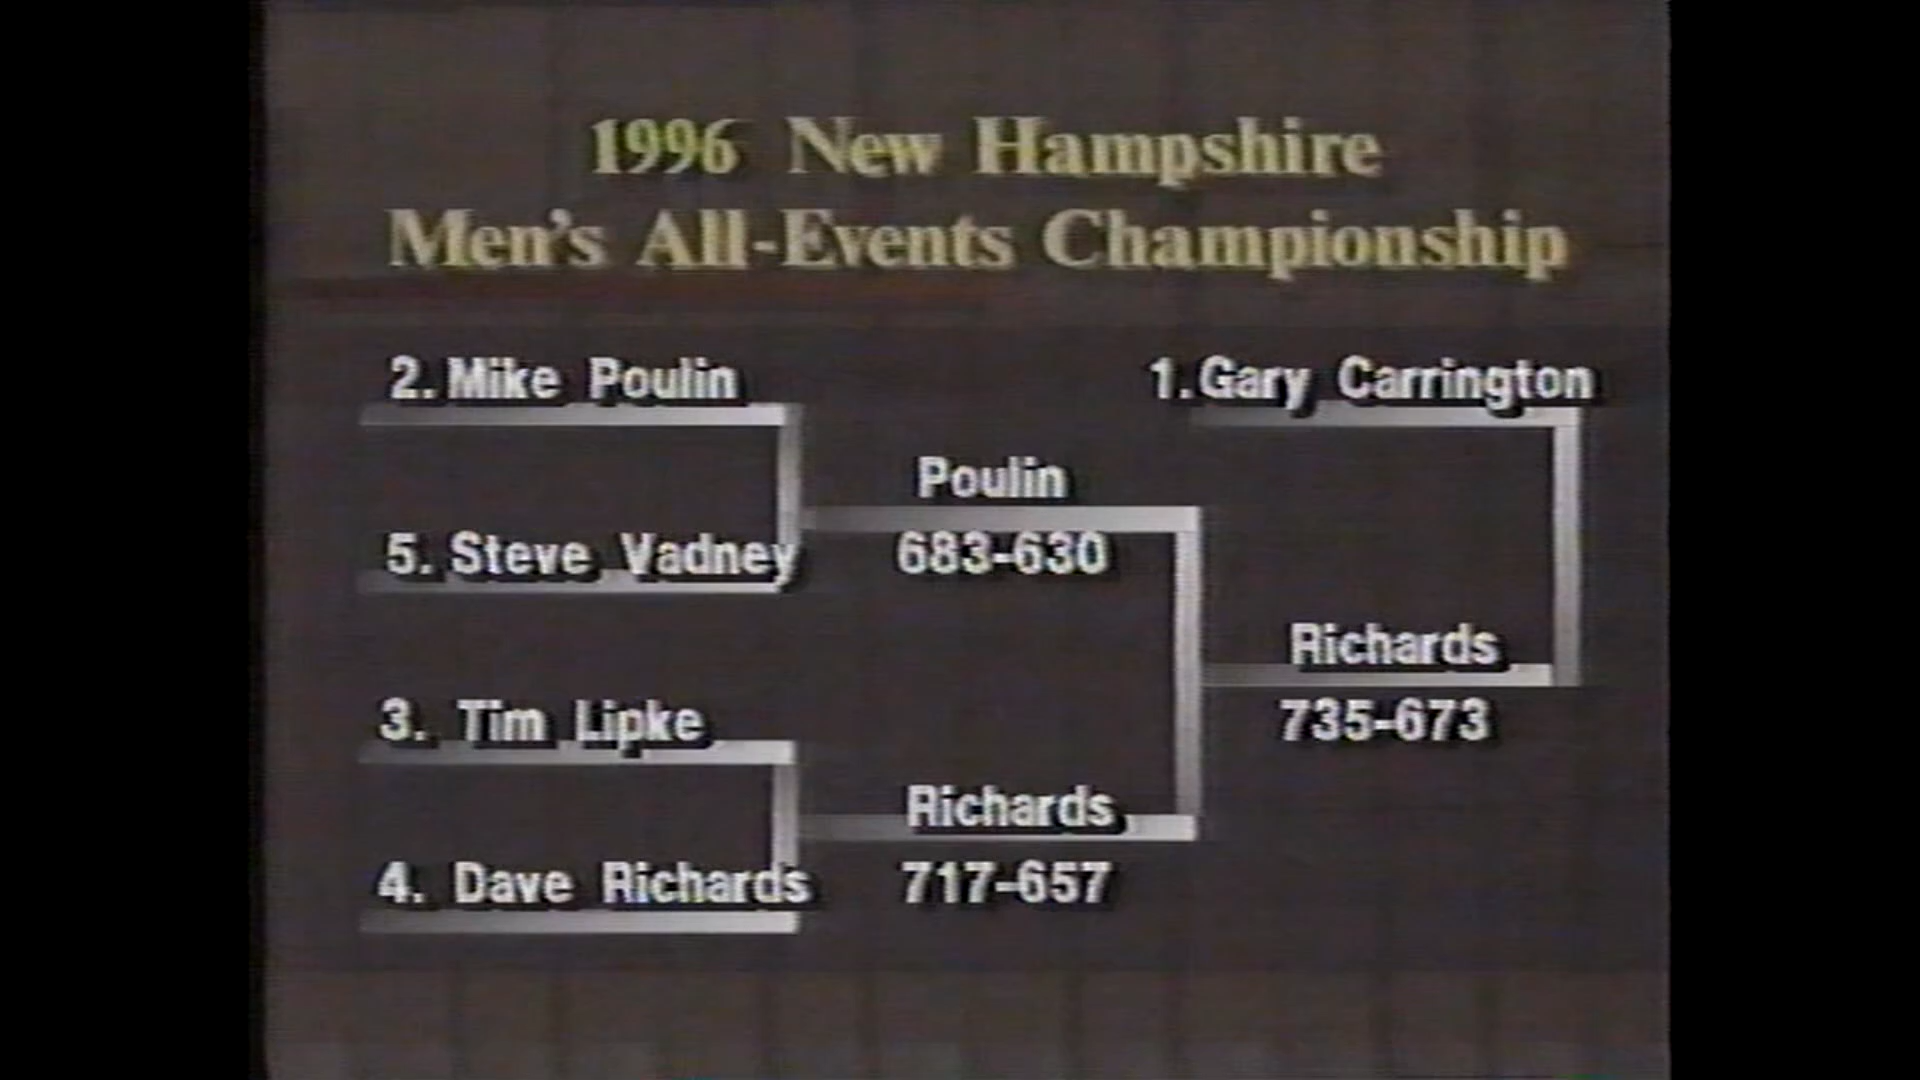 1996 New Hampshire
Men's All-Events Championship
2. Mike Poulin
1. Gary Carrington
Poulin
683-630
5. Steve Vadney
Richards
735-673
3. Tim Lipke
Richards
717-657
4. Dave Richards